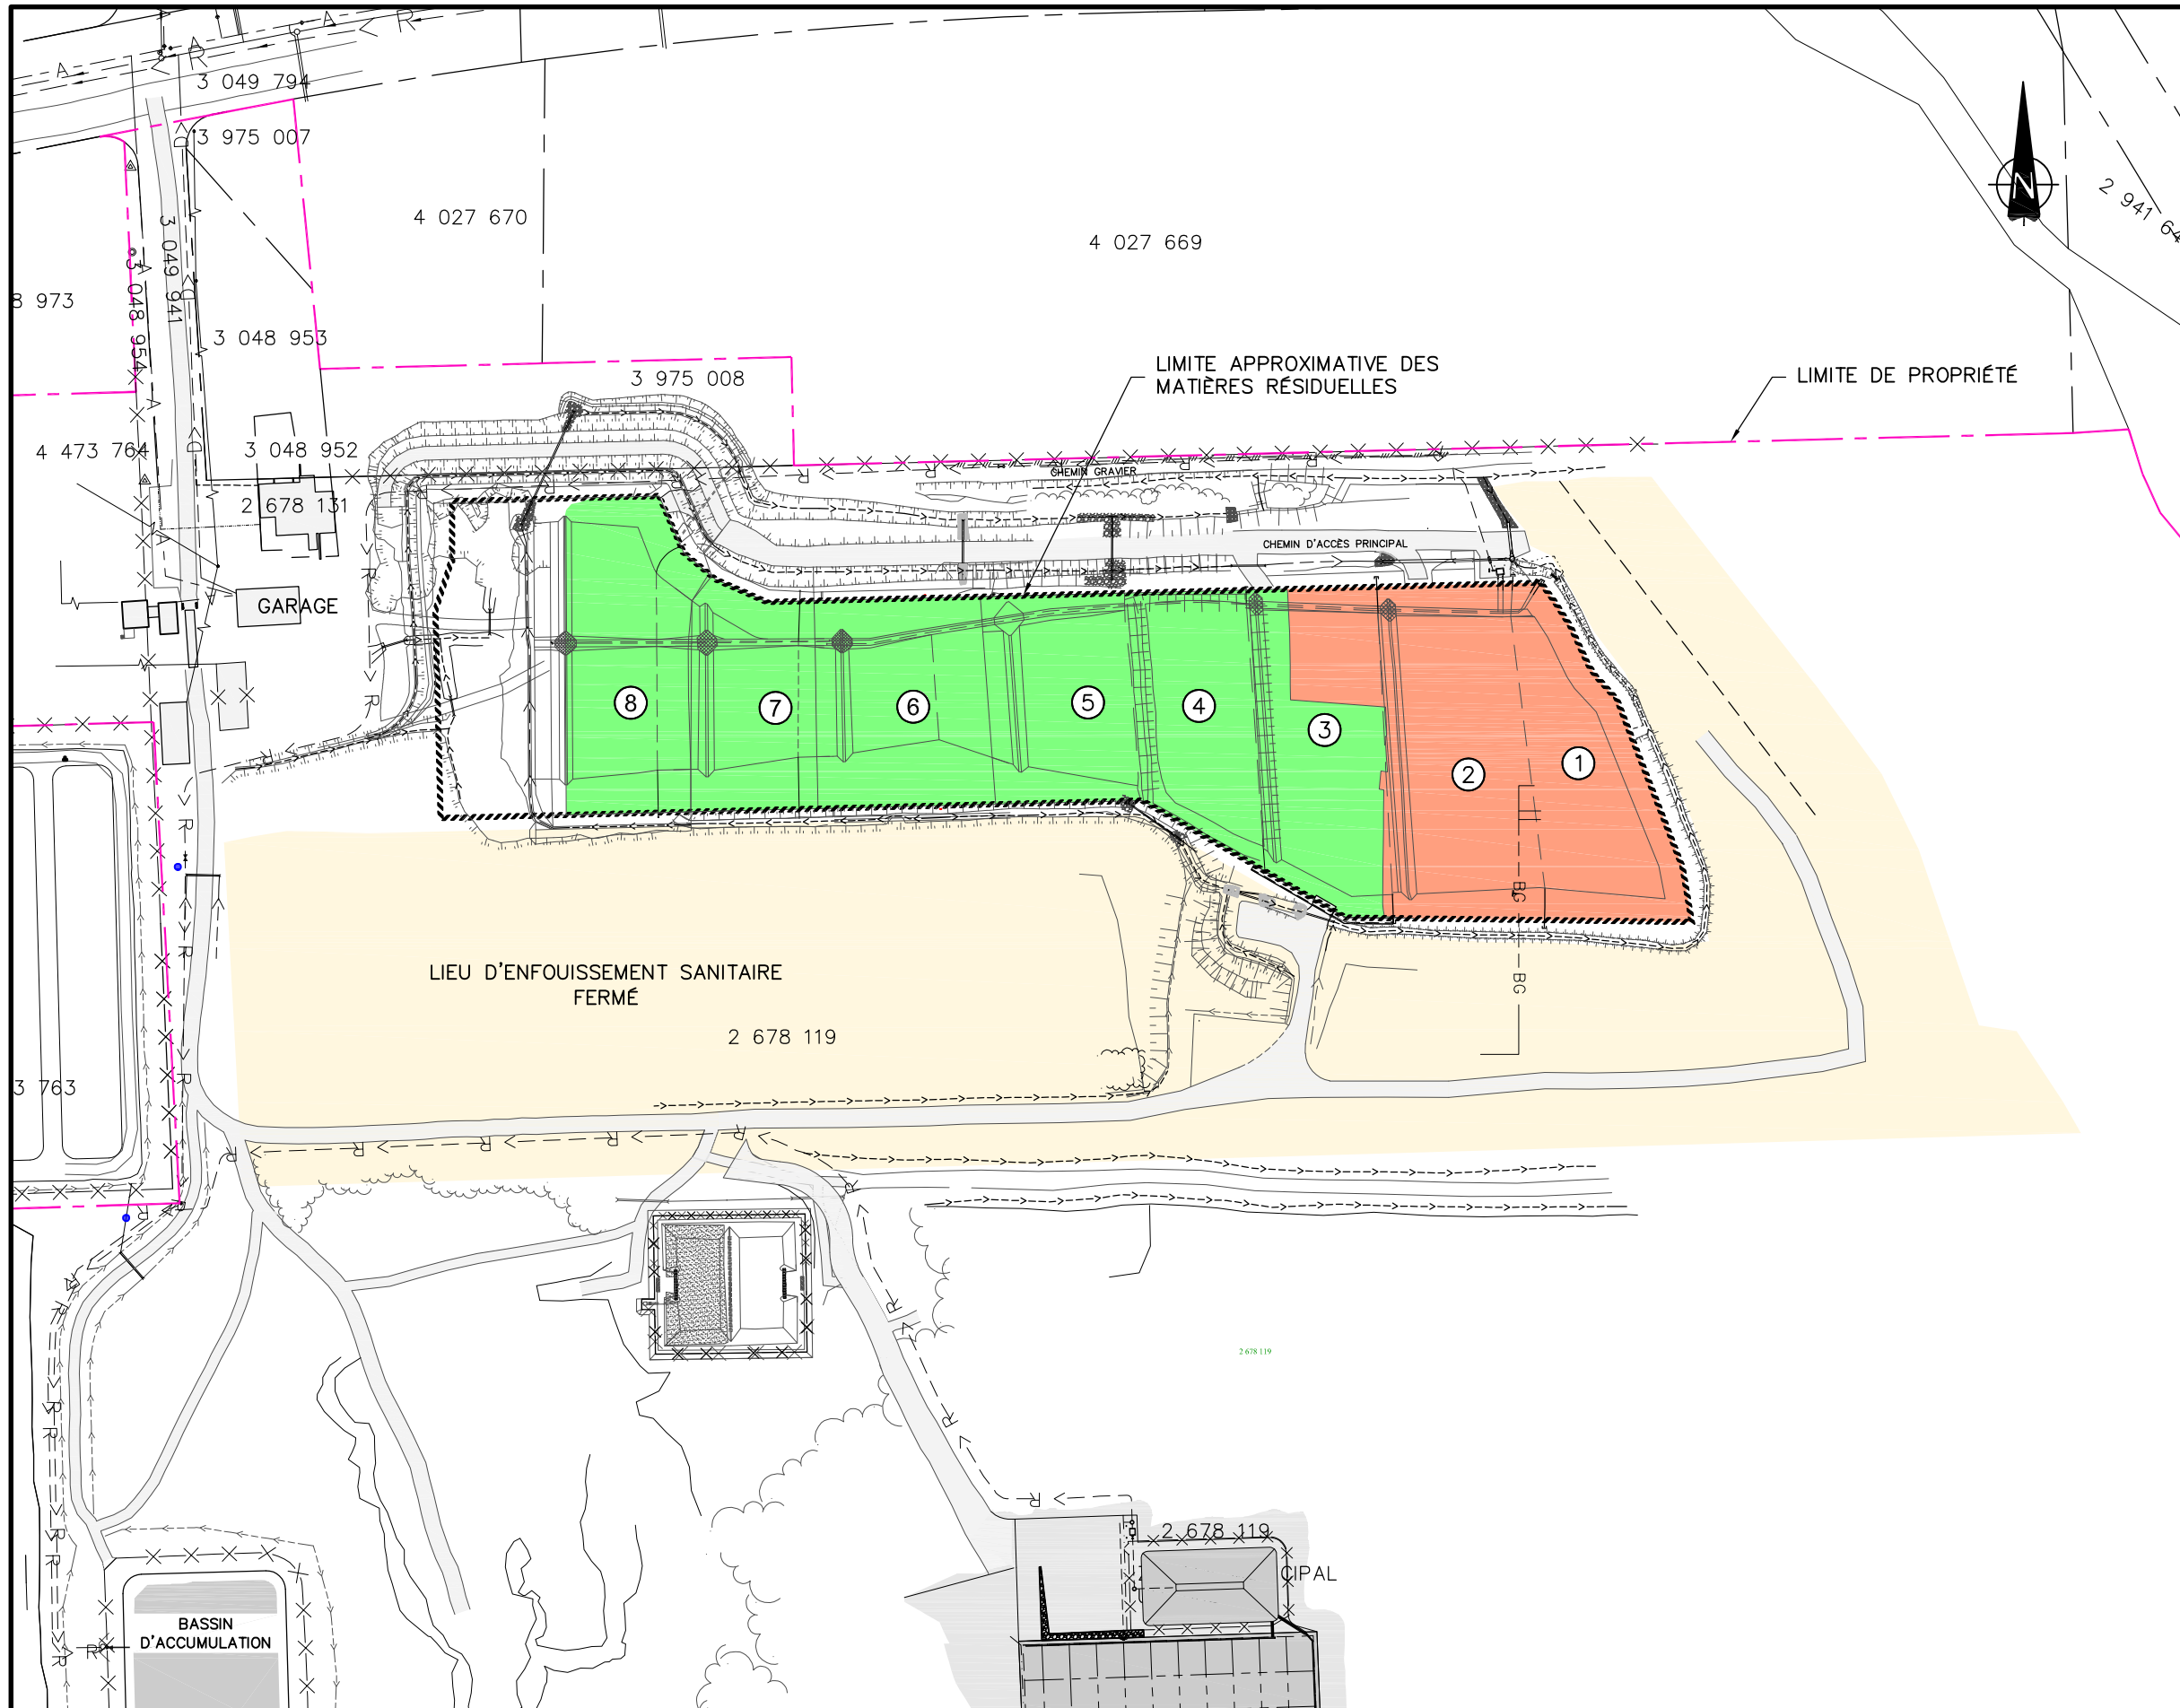 3 049 794
3 975 007
4 027 670
4 027 669
N
3 049 941
3 048 954
8 973
3 048 953
LIMITE APPROXIMATIVE DES
MATIÈRES RÉSIDUELLES
LIMITE DE PROPRIÉTÉ
3 975 008
4 473 764
3 048 952
2 678 131
CHEMIN GRAVIER
CHEMIN D'ACCÈS PRINCIPAL
GARAGE
8
7
6
5
4
3
2
1
BG
BG
LIEU D'ENFOUISSEMENT SANITAIRE
FERMÉ
2 678 119
3 763
2 678 119
2 678 119
CIPAL
BASSIN
D'ACCUMULATION